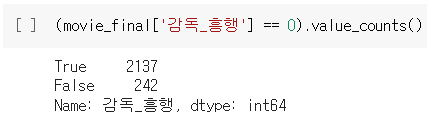 [ ] (movie_final['감독_흥행'] == 0).value_counts()
True 2137
False 242
Name: 감독_흥행, dtype: int64